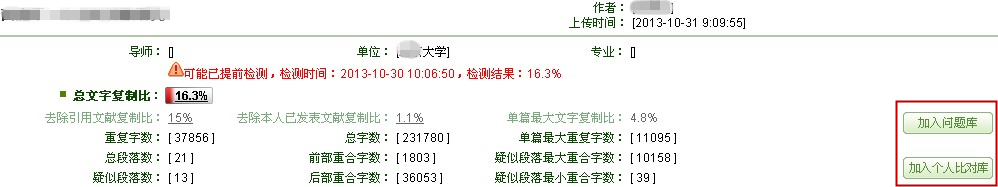 作者： []
上传时间： [2013-10-31 9:09:55]
导师： [] 单位： [大学] 专业： []
可能已提前检测，检测时间：2013-10-30 10:06:50，检测结果：16.3%
总文字复制比： 16.3%
去除引用文献复制比： 15% 去除本人已发表文献复制比： 1.1% 单篇最大文字复制比： 4.8%
重复字数： [37856] 总字数： [231780] 单篇最大重复字数： [11095]
总段落数： [21] 前部重合字数： [1803] 疑似段落最大重合字数： [10158]
疑似段落数： [13] 后部重合字数： [36053] 疑似段落最小重合字数： [39]
加入问题库
加入个人比对库